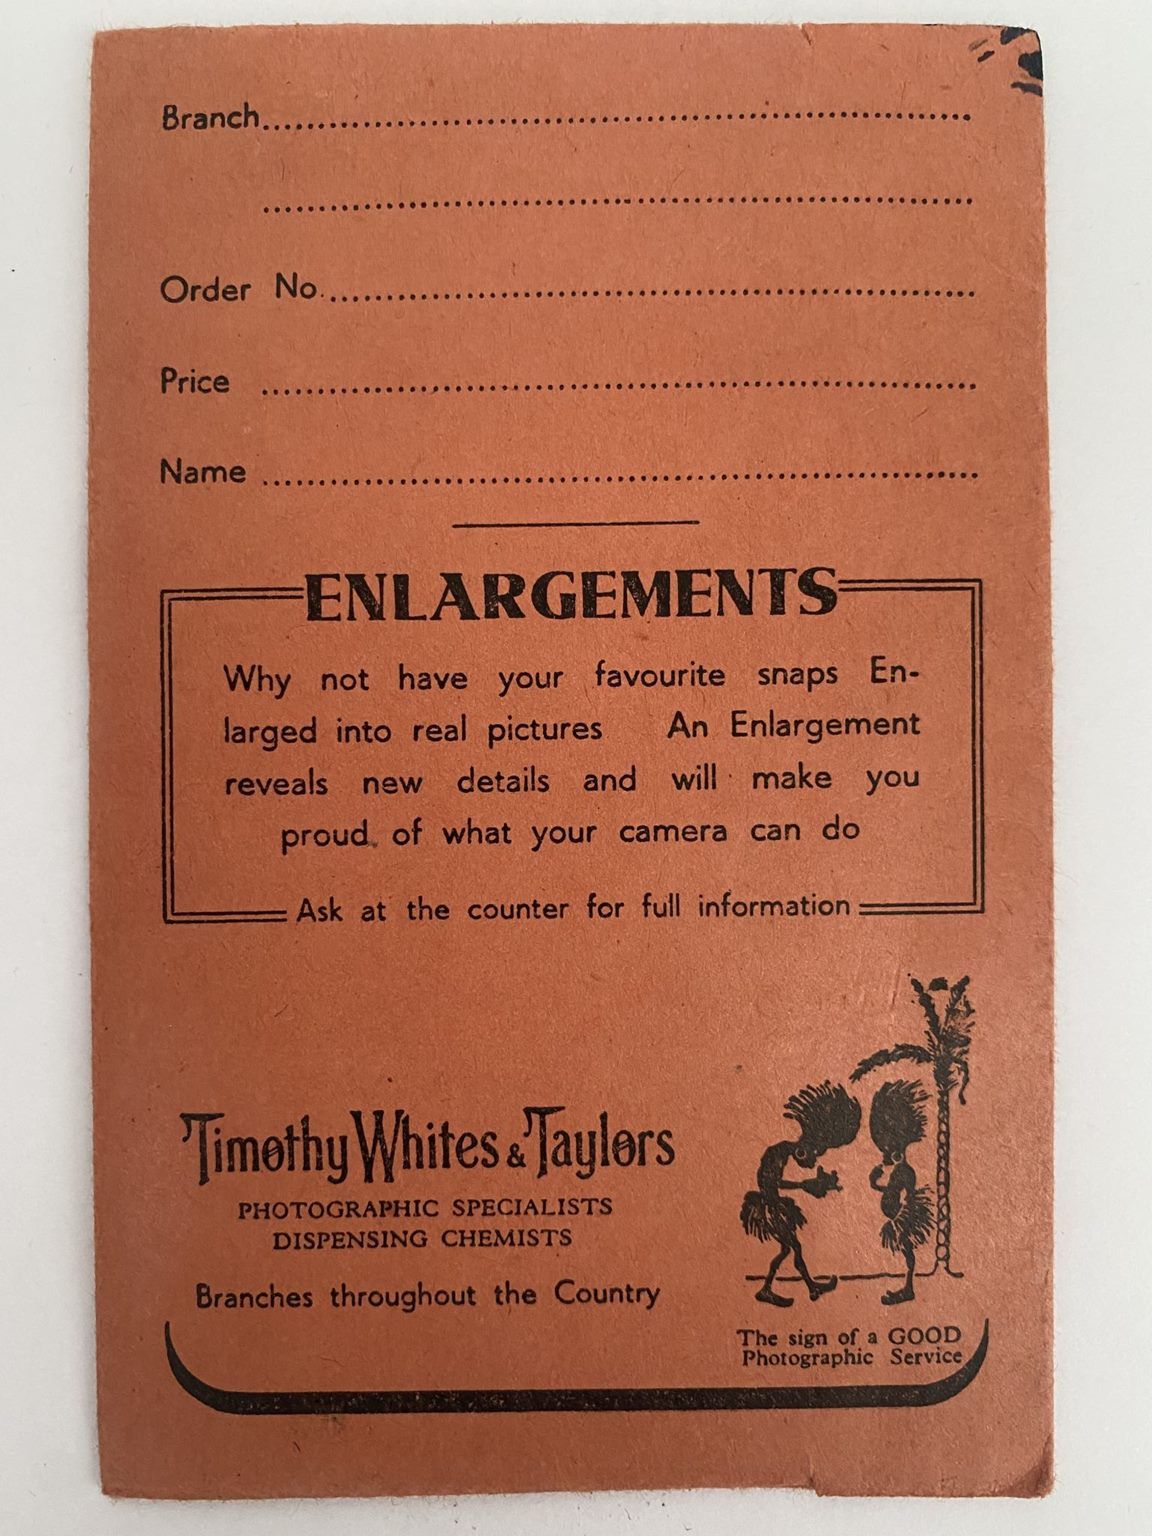 Branch..............................
..............................
Order No...............................
Price ..............................
Name ..............................
ENLARGEMENTS
Why not have your favourite snaps En-
larged into real pictures An Enlargement
reveals new details and will make you
proud of what your camera can do
Ask at the counter for full information
Timothy Whites & Taylors
PHOTOGRAPHIC SPECIALISTS
DISPENSING CHEMISTS
Branches throughout the Country
The sign of a GOOD
Photographic Service